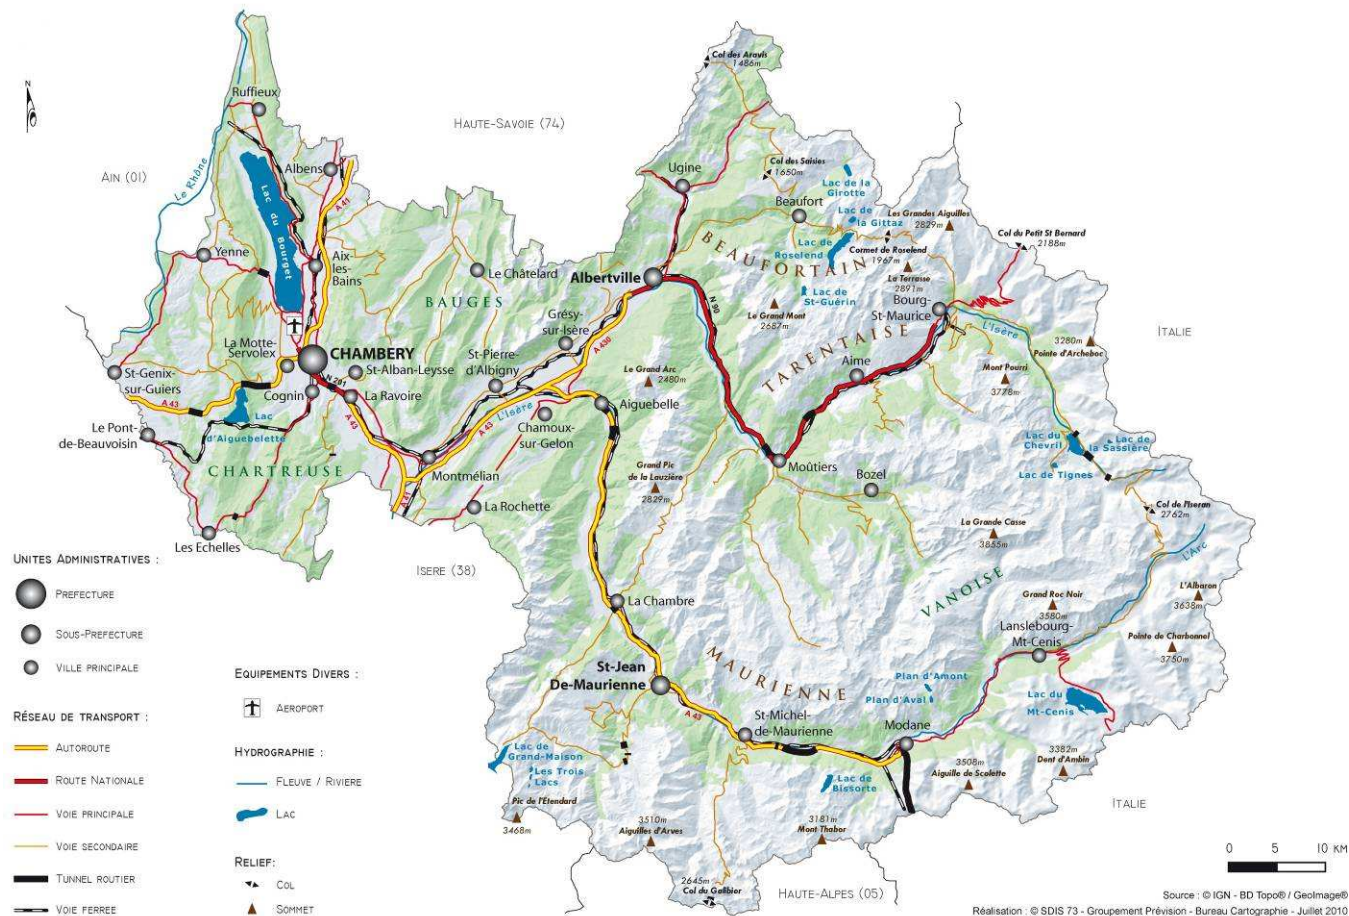 Col des Aravis
1486m
N
Ruffieux
HAUTE-SAVOIE (74)
AIN (01)
Le Rhône
Albens
A 41
Lac du Bourget
Ugine
Col des Saisies
1650m
Lac de la
Girotte
Beaufort
Lac de
la Gittaz
Les Grandes Aiguilles
2829m
Col du Petit St Bernard
2188m
Yenne
Aix-
les-
Bains
Le Châtelard
BAUGES
Albertville
BEAUFORTAIN
Lac de
Roselend
Cormet de Roselend
1967m
La Terrasse
2891m
Lac de
St-Guérin
Le Grand Mont
2687m
N 90
Bourg-
St-Maurice
L'Isère
ITALIE
Grésy-
sur-Isère
A 430
TARENTAISE
3280m
Pointe d'Archeboc
La Motte-
Servolex
CHAMBERY
St-Alban-Leysse
N 201
St-Pierre-
d'Albigny
Le Grand Arc
2480m
Aime
Mont Pourri
3778m
St-Genix-
sur-Guiers
A 43
Cognin
La Ravoire
L'Isère
Aiguebelle
L'Isère
Lac
d'Aiguebelette
A 43
A 43
Chamoux-
sur-Gelon
Le Pont-
de-Beauvoisin
CHARTREUSE
Montmélian
A 41
Grand Pic
de la Lauzière
2829m
Moûtiers
Bozel
Lac du
Chevril
Lac de
la Sassière
Lac de Tignes
La Rochette
Col de l'Iseran
2762m
La Grande Casse
3855m
Les Echelles
ISERE (38)
L'Arc
VANOISE
UNITES ADMINISTRATIVES :
PREFECTURE
SOUS-PREFECTURE
VILLE PRINCIPALE
La Chambre
Grand Roc Noir
3580m
L'Albaron
3638m
Lanslebourg-
Mt-Cenis
Pointe de Charbonnel
3750m
St-Jean
De-Maurienne
MAURIENNE
Plan d'Amont
Plan d'Aval
Lac du
Mt-Cenis
A 43
St-Michel-
de-Maurienne
Modane
EQUIPEMENTS DIVERS :
AEROPORT
RÉSEAU DE TRANSPORT :
AUTOROUTE
ROUTE NATIONALE
VOIE PRINCIPALE
VOIE SECONDAIRE
TUNNEL ROUTIER
VOIE FERREE
HYDROGRAPHIE :
FLEUVE / RIVIERE
LAC
RELIEF:
COL
SOMMET
Lac de
Grand-Maison
Les Trois
Lacs
Lac de
Bissorte
3508m
Aiguille de Scolette
3382m
Dent d'Ambin
Pic de l'Etendard
3468m
3510m
Aiguilles d'Arves
3181m
Mont Thabor
ITALIE
2645m
Col du Galibier
HAUTE-ALPES (05)
0 5 10 KM
Source : © IGN - BD Topo® / GeoImage®
Réalisation : © SDIS 73 - Groupement Prévision - Bureau Cartographie - Juillet 2010